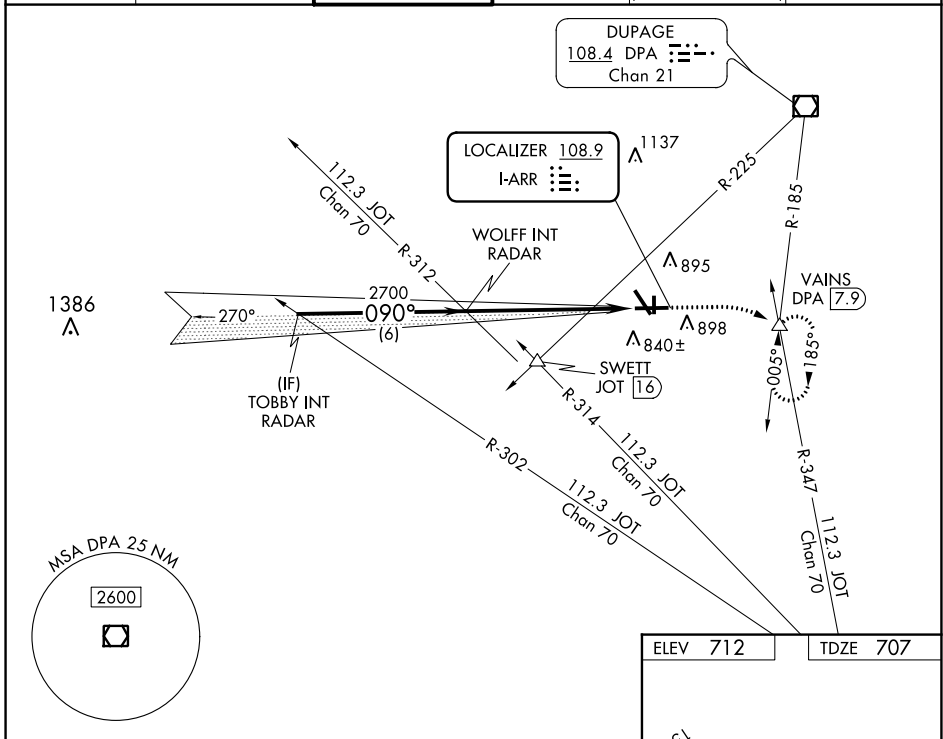 DUPAGE
108.4 DPA
Chan 21
LOCALIZER 108.9
I-ARR
1137
R-225
R-185
112.3 JOT
Chan 70
R-312
WOLFF INT
RADAR
895
VAINS
DPA 7.9
1386
270°
2700
090°
(6)
898
840±
(IF)
TOBBY INT
RADAR
SWETT
JOT 16
005°
185°
R-314
112.3 JOT
Chan 70
R-302
112.3 JOT
Chan 70
R-347
112.3 JOT
Chan 70
MSA DPA 25 NM
2600
ELEV 712
TDZE 707